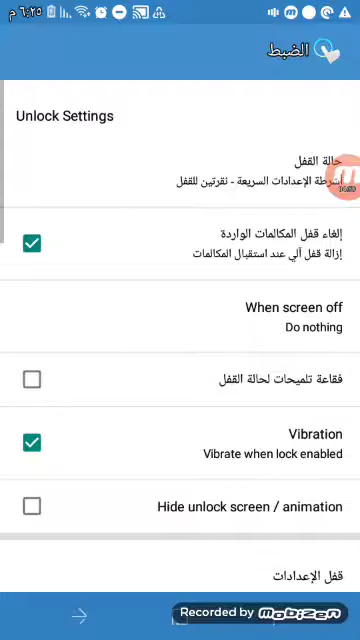 ٦:٢٥ م
الضبط
Unlock Settings
حالة القفل
أشرطة الإعدادات السريعة - نقرتين للقفل
04:59
إلغاء قفل المكالمات الواردة
إزالة قفل آلي عند استقبال المكالمات
When screen off
Do nothing
فقاعة تلميحات لحالة القفل
Vibration
Vibrate when lock enabled
Hide unlock screen / animation
قفل الإعدادات
Recorded by mobizen